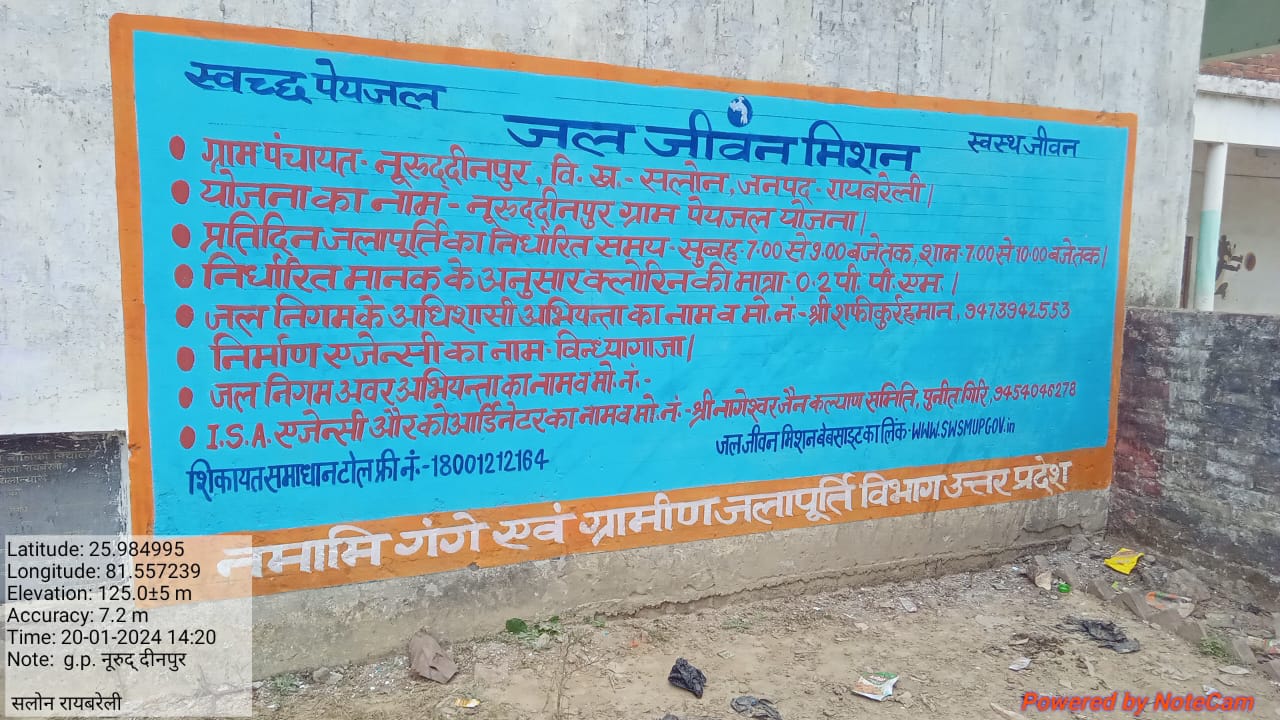 स्वच्छ पेयजल
जल जीवन मिशन
स्वस्थ जीवन
ग्राम पंचायत- नूरुद्दीनपुर, वि. ख.- सलोन, जनपद- रायबरेली।
योजना का नाम - नूरुद्दीनपुर ग्राम पेयजल योजना।
प्रतिदिन जलापूर्ति का निर्धारित समय- सुबह- 7.00 से 9.00 बजे तक, शाम- 7.00 से 10.00 बजे तक।
निर्धारित मानक के अनुसार क्लोरिन की मात्रा- 0.2 पी. पी. एम.।
जल निगम के अधिशासी अभियन्ता का नाम व मो. नं.- श्री शफीकुर्रहमान, 9473942553
निर्माण एजेन्सी का नाम- विन्ध्या गाजा।
जल निगम अवर अभियन्ता का नाम व मो. नं.-
I.S.A. एजेन्सी और कोआर्डिनेटर का नाम व मो. नं.- श्री नागेश्वर जैन कल्याण समिति, पुनीत गिरि, 9454046278
शिकायत समाधान टोल फ्री नं.- 18001212164
जल जीवन मिशन बेबसाइट का लिंक- WWW.SWSMUPGOV.in
नमामि गंगे एवं ग्रामीण जलापूर्ति विभाग उत्तर प्रदेश
Latitude: 25.984995
Longitude: 81.557239
Elevation: 125.0±5 m
Accuracy: 7.2 m
Time: 20-01-2024 14:20
Note: g.p. नूरुद् दीनपुर
सलोन रायबरेली
Powered by NoteCam